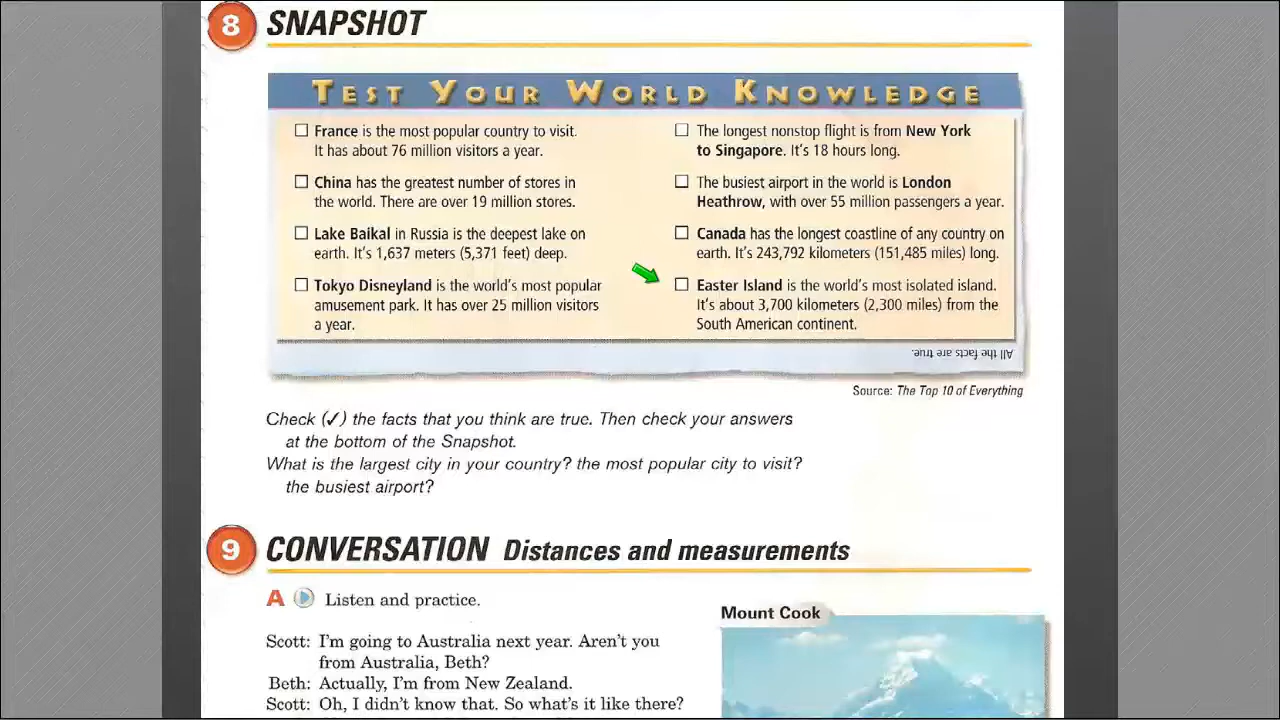 8 SNAPSHOT
TEST YOUR WORLD KNOWLEDGE
France is the most popular country to visit.
It has about 76 million visitors a year.
China has the greatest number of stores in
the world. There are over 19 million stores.
Lake Baikal in Russia is the deepest lake on
earth. It's 1,637 meters (5,371 feet) deep.
Tokyo Disneyland is the world's most popular
amusement park. It has over 25 million visitors
a year.
The longest nonstop flight is from New York
to Singapore. It's 18 hours long.
The busiest airport in the world is London
Heathrow, with over 55 million passengers a year.
Canada has the longest coastline of any country on
earth. It's 243,792 kilometers (151,485 miles) long.
Easter Island is the world's most isolated island.
It's about 3,700 kilometers (2,300 miles) from the
South American continent.
All the facts are true.
Source: The Top 10 of Everything
Check (✓) the facts that you think are true. Then check your answers
at the bottom of the Snapshot.
What is the largest city in your country? the most popular city to visit?
the busiest airport?
9 CONVERSATION Distances and measurements
A Listen and practice.
Scott: I'm going to Australia next year. Aren't you
from Australia, Beth?
Beth: Actually, I'm from New Zealand.
Scott: Oh, I didn't know that. So what's it like there?
Mount Cook